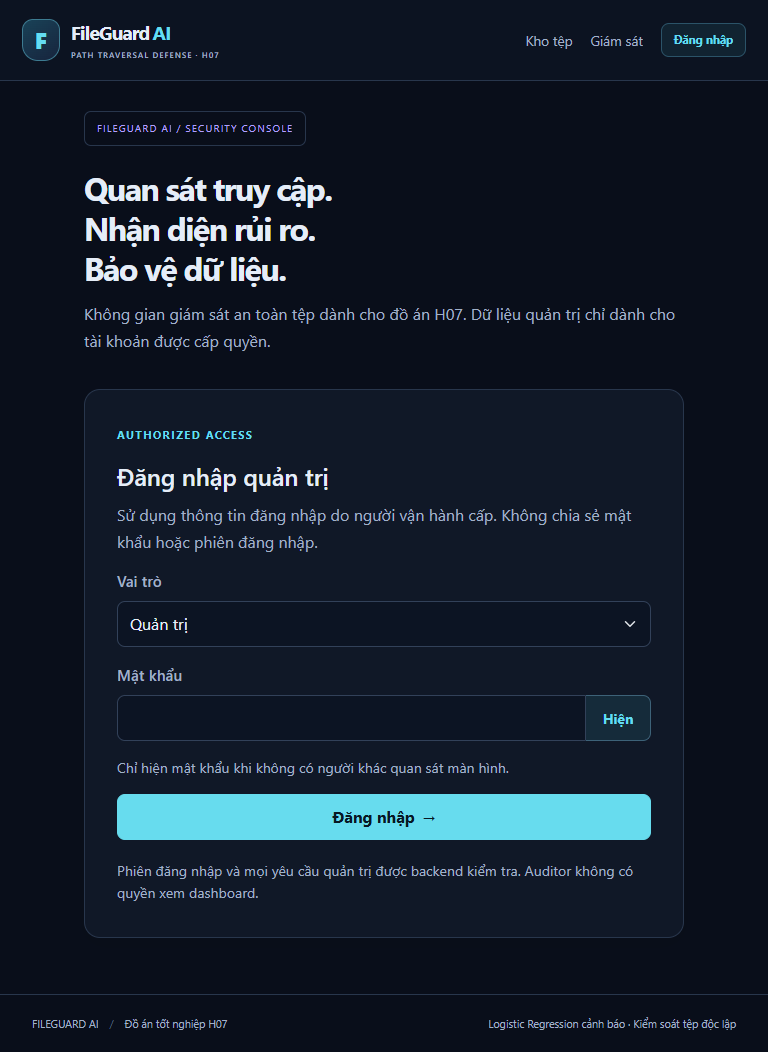 F
FileGuard AI
PATH TRAVERSAL DEFENSE · H07
Kho tệp
Giám sát
Đăng nhập
FILEGUARD AI / SECURITY CONSOLE
Quan sát truy cập.
Nhận diện rủi ro.
Bảo vệ dữ liệu.
Không gian giám sát an toàn tệp dành cho đồ án H07. Dữ liệu quản trị chỉ dành cho
tài khoản được cấp quyền.
AUTHORIZED ACCESS
Đăng nhập quản trị
Sử dụng thông tin đăng nhập do người vận hành cấp. Không chia sẻ mật
khẩu hoặc phiên đăng nhập.
Vai trò
Quản trị
Mật khẩu
Hiện
Chỉ hiện mật khẩu khi không có người khác quan sát màn hình.
Đăng nhập →
Phiên đăng nhập và mọi yêu cầu quản trị được backend kiểm tra. Auditor không có
quyền xem dashboard.
FILEGUARD AI / Đồ án tốt nghiệp H07
Logistic Regression cảnh báo · Kiểm soát tệp độc lập